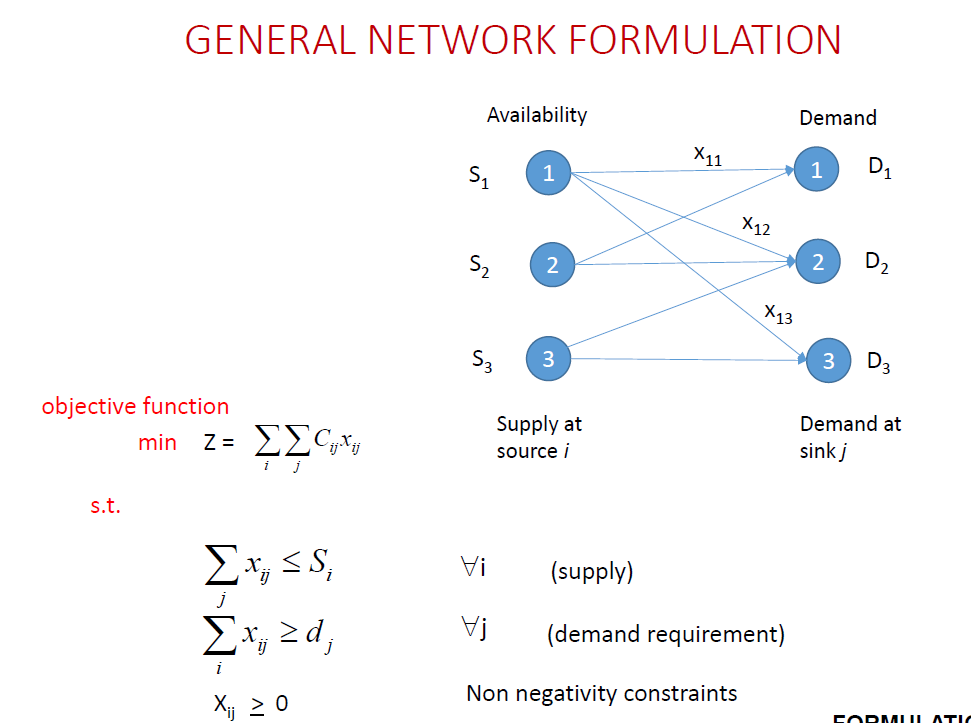 GENERAL NETWORK FORMULATION
Availability Demand
S₁ 1 x₁₁ 1 D₁
x₁₂
S₂ 2 2 D₂
x₁₃
S₃ 3 3 D₃
objective function
Supply at Demand at
source i sink j
min Z = ∑ᵢ ∑ⱼ Cᵢⱼxᵢⱼ
s.t.
∑ⱼ xᵢⱼ ≤ Sᵢ ∀i (supply)
∑ᵢ xᵢⱼ ≥ dⱼ ∀j (demand requirement)
Xᵢⱼ ≥ 0 Non negativity constraints